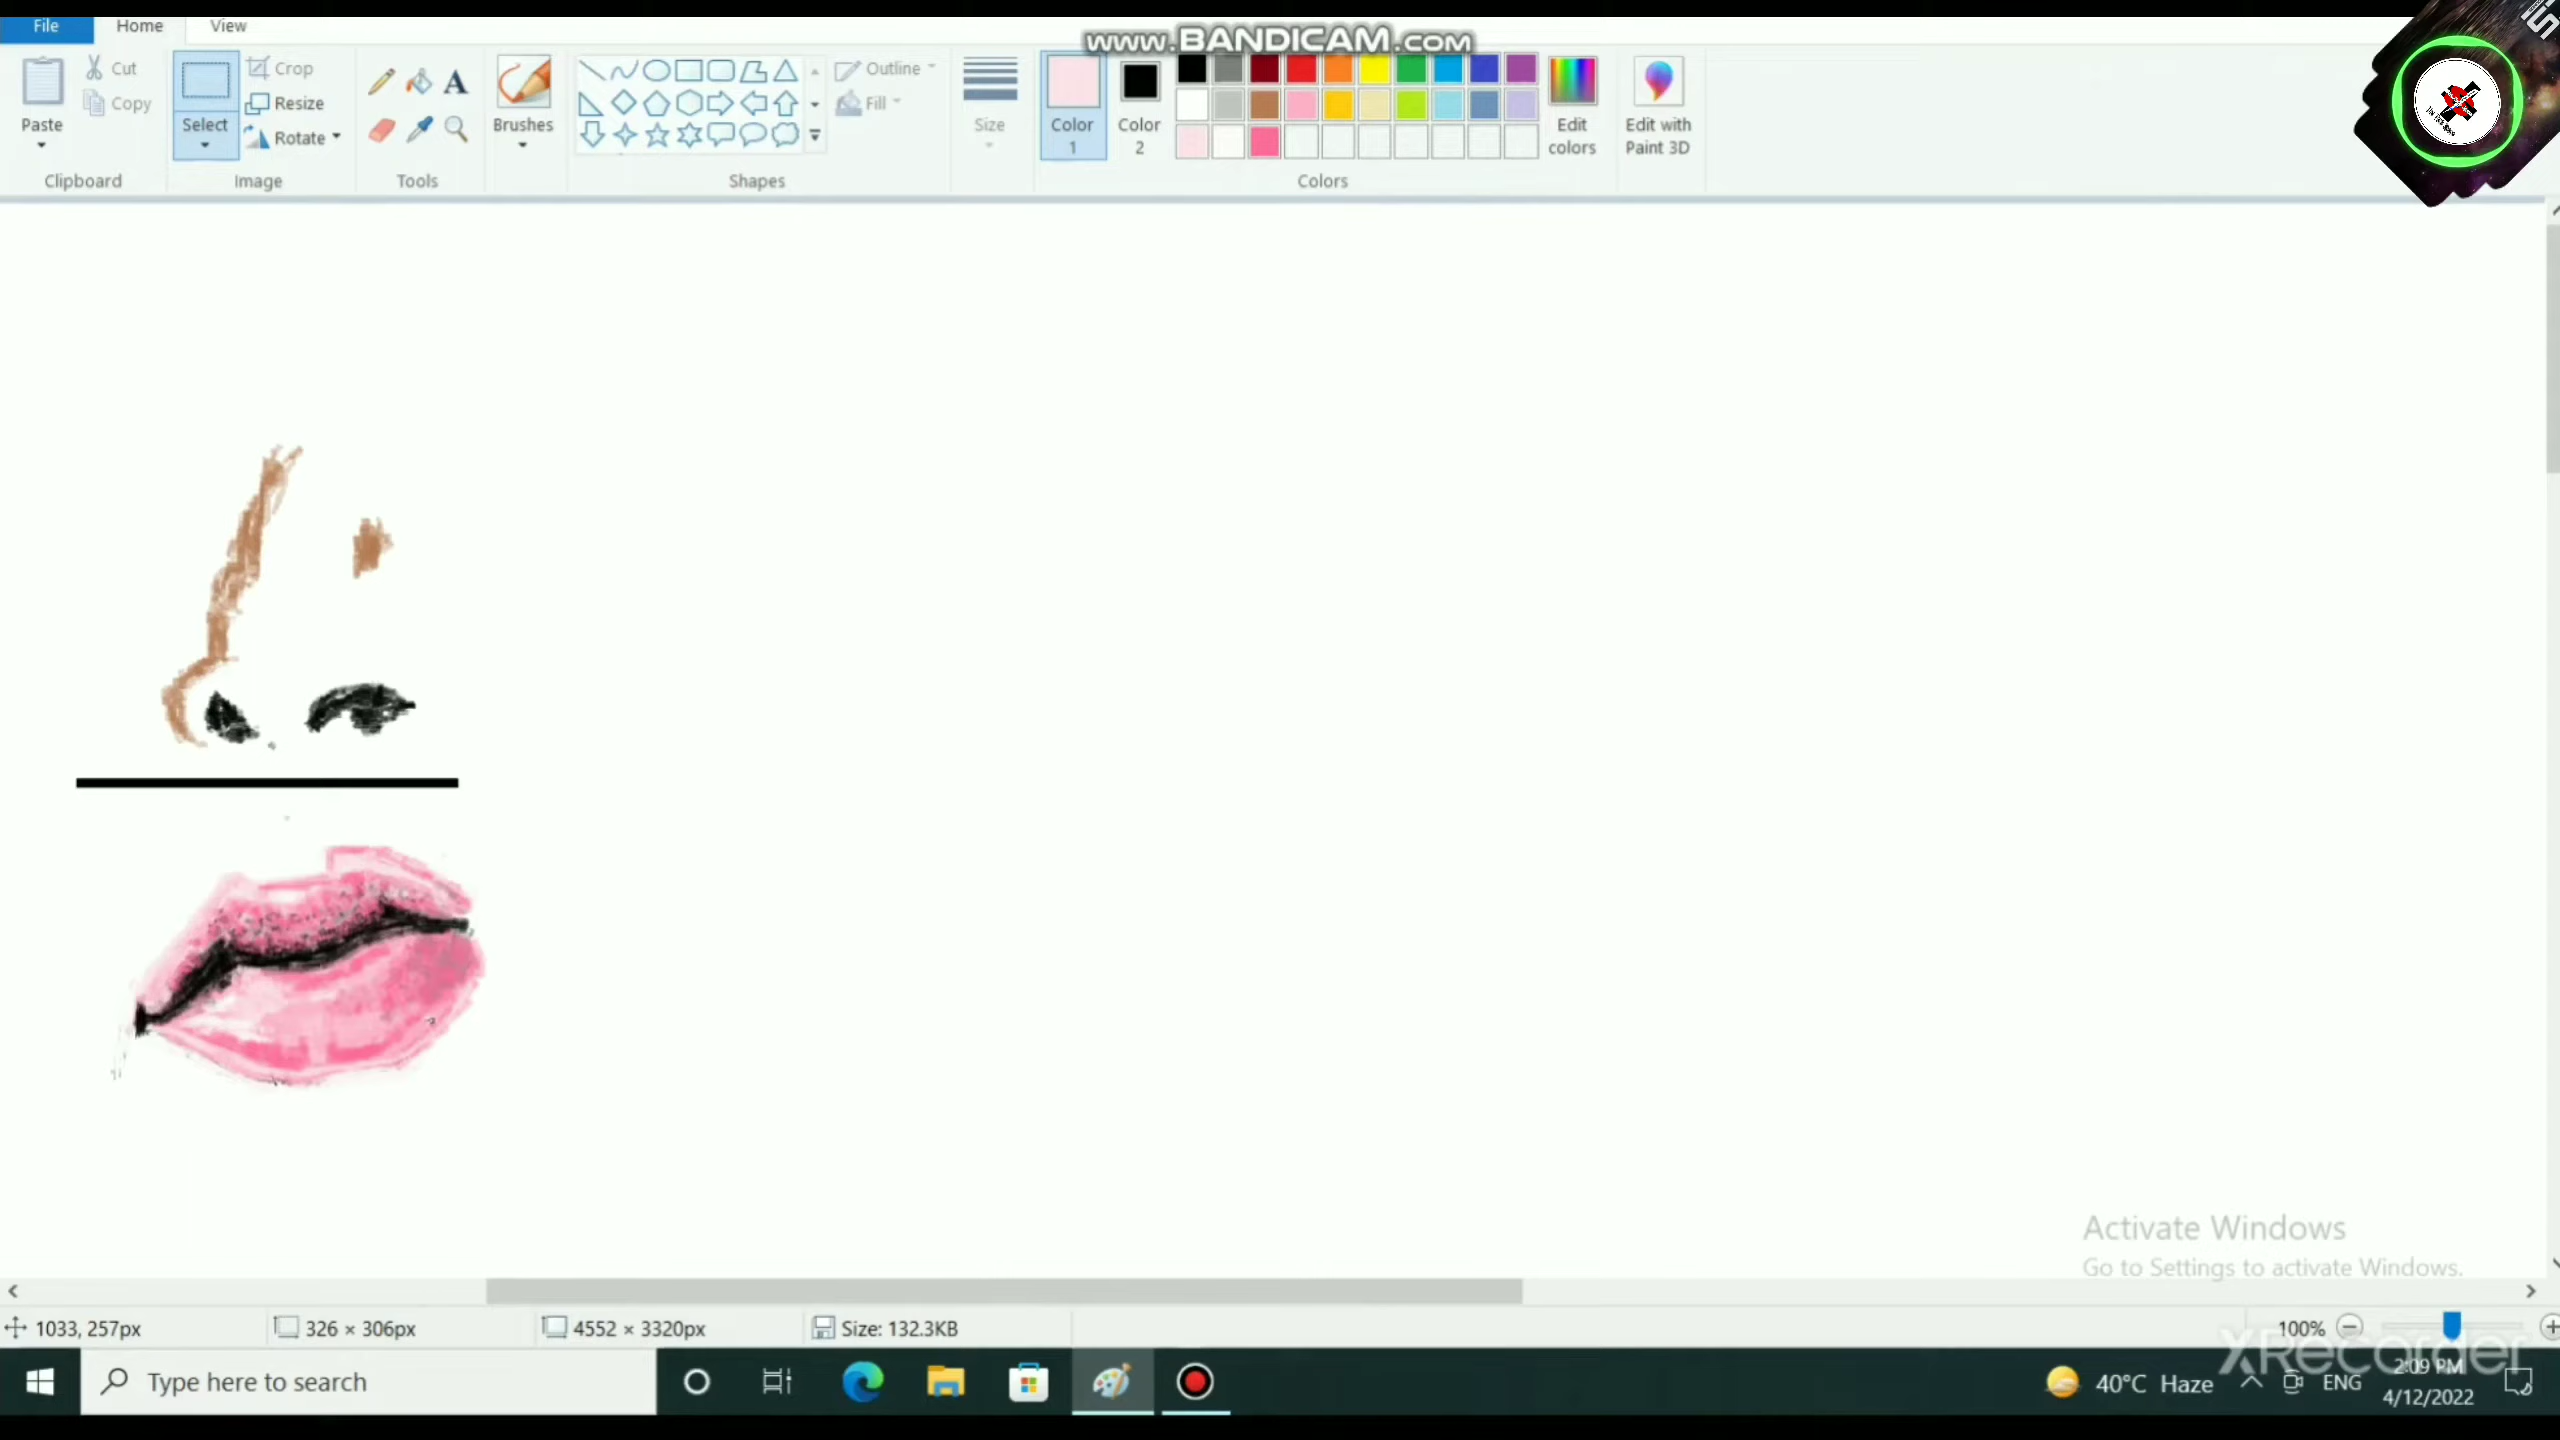 File Home View
www.BANDICAM.com
Cut
Copy
Paste
Clipboard
Select
Crop
Resize
Rotate
Image
Tools
Brushes
Shapes
Outline
Fill
Size
Color 1
Color 2
Colors
Edit colors
Edit with Paint 3D
Activate Windows
Go to Settings to activate Windows.
1033, 257px 326 × 306px 4552 × 3320px Size: 132.3KB 100%
XRecorder
Type here to search
40°C Haze
ENG
2:09 PM
4/12/2022